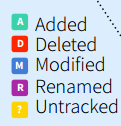 A Added
D Deleted
M Modified
R Renamed
? Untracked